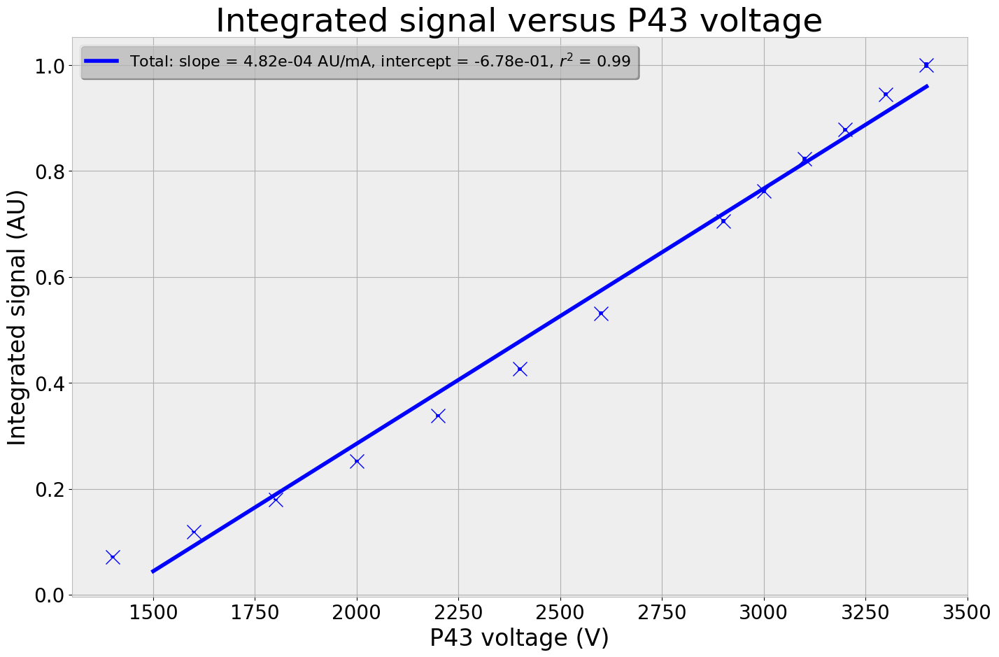 Integrated signal versus P43 voltage
Total: slope = 4.82e-04 AU/mA, intercept = -6.78e-01, r² = 0.99
Integrated signal (AU)
1.0
0.8
0.6
0.4
0.2
0.0
1500 1750 2000 2250 2500 2750 3000 3250 3500
P43 voltage (V)